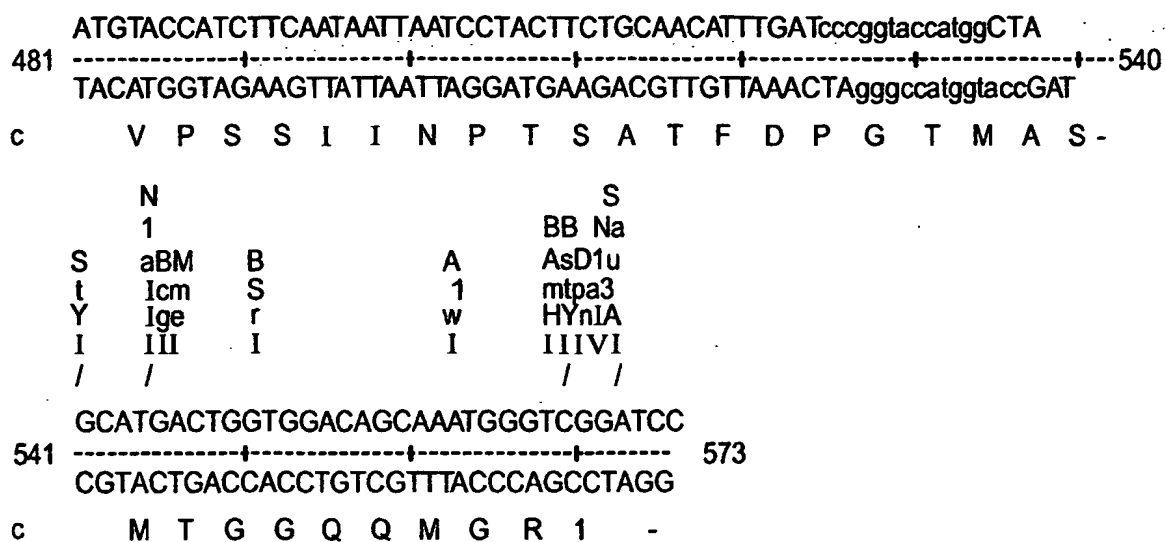 ATGTACCATCTTCAATAATTAATCCTACTTCTGCAACATTTGATcccggtaccatggCTA
481 ---------------+---------------+---------------+---------------+---------------+---------------+--- 540
TACATGGTAGAAGTTATTAATTAGGATGAAGACGTTGTTAAACTAgggccatggtaccGAT
c V P S S I I N P T S A T F D P G T M A S -
N S
1 BB Na
S aBM B A AsD1u
t Icm S 1 mtpa3
Y Ige r w HYnIA
I III I I IIIVI
/ / / /
GCATGACTGGTGGACAGCAAATGGGTCGGATCC
541 ---------------+---------------+---------------+-------- 573
CGTACTGACCACCTGTCGTTTACCCAGCCTAGG
c M T G G Q Q M G R 1 -